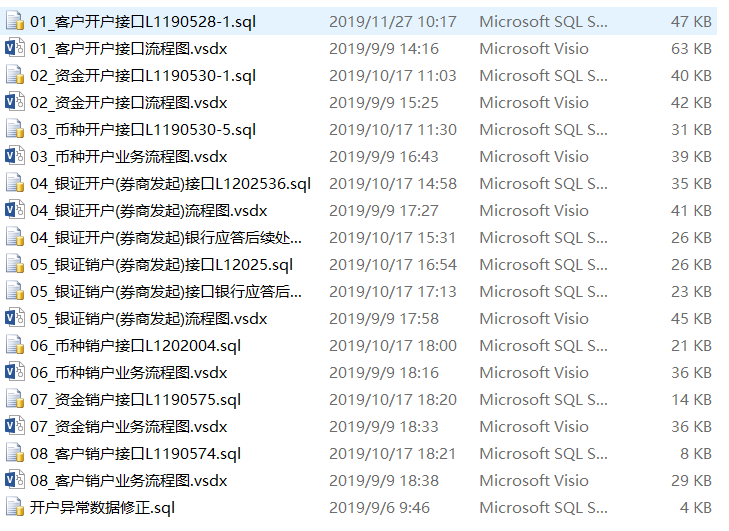 01_客户开户接口L1190528-1.sql 2019/11/27 10:17 Microsoft SQL S... 47 KB
01_客户开户接口流程图.vsdx 2019/9/9 14:16 Microsoft Visio 63 KB
02_资金开户接口L1190530-1.sql 2019/10/17 11:03 Microsoft SQL S... 40 KB
02_资金开户接口流程图.vsdx 2019/9/9 15:25 Microsoft Visio 42 KB
03_币种开户接口L1190530-5.sql 2019/10/17 11:30 Microsoft SQL S... 31 KB
03_币种开户业务流程图.vsdx 2019/9/9 16:43 Microsoft Visio 39 KB
04_银证开户(券商发起)接口L1202536.sql 2019/10/17 14:58 Microsoft SQL S... 35 KB
04_银证开户(券商发起)流程图.vsdx 2019/9/9 17:27 Microsoft Visio 41 KB
04_银证开户(券商发起)银行应答后续处... 2019/10/17 15:31 Microsoft SQL S... 26 KB
05_银证销户(券商发起)接口L12025.sql 2019/10/17 16:54 Microsoft SQL S... 26 KB
05_银证销户(券商发起)接口银行应答后... 2019/10/17 17:13 Microsoft SQL S... 23 KB
05_银证销户(券商发起)流程图.vsdx 2019/9/9 17:58 Microsoft Visio 45 KB
06_币种销户接口L1202004.sql 2019/10/17 18:00 Microsoft SQL S... 21 KB
06_币种销户业务流程图.vsdx 2019/9/9 18:16 Microsoft Visio 36 KB
07_资金销户接口L1190575.sql 2019/10/17 18:20 Microsoft SQL S... 14 KB
07_资金销户业务流程图.vsdx 2019/9/9 18:33 Microsoft Visio 36 KB
08_客户销户接口L1190574.sql 2019/10/17 18:21 Microsoft SQL S... 8 KB
08_客户销户业务流程图.vsdx 2019/9/9 18:38 Microsoft Visio 29 KB
开户异常数据修正.sql 2019/9/6 9:46 Microsoft SQL S... 4 KB